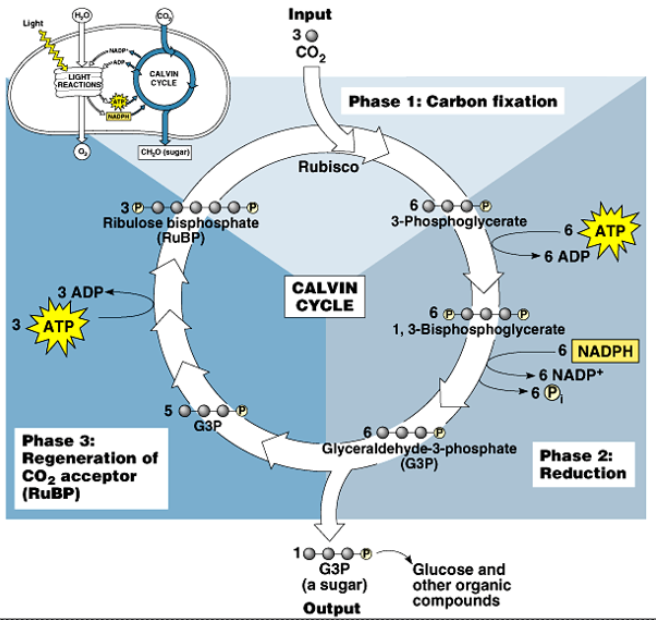 Light
H₂O
CO₂
NADP⁺
ADP
LIGHT
REACTIONS
CALVIN
CYCLE
ATP
NADPH
O₂
CH₂O (sugar)
Input
3
CO₂
Phase 1: Carbon fixation
Rubisco
3 P P
Ribulose bisphosphate
(RuBP)
6 P
3-Phosphoglycerate
6 ATP
6 ADP
3 ADP
3 ATP
CALVIN
CYCLE
6 P P
1, 3-Bisphosphoglycerate
6 NADPH
6 NADP+
6 Pi
5 P
G3P
6 P
Glyceraldehyde-3-phosphate
(G3P)
Phase 3:
Regeneration of
CO₂ acceptor
(RuBP)
Phase 2:
Reduction
1 P
G3P
(a sugar)
Output
Glucose and
other organic
compounds